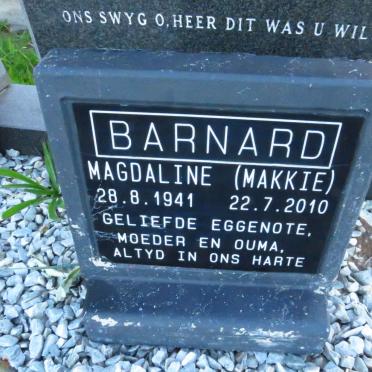 ONS SWYG O, HEER DIT WAS U WIL
BARNARD
MAGDALINE (MAKKIE)
28.8.1941 22.7.2010
GELIEFDE EGGENOTE,
MOEDER EN OUMA,
ALTYD IN ONS HARTE